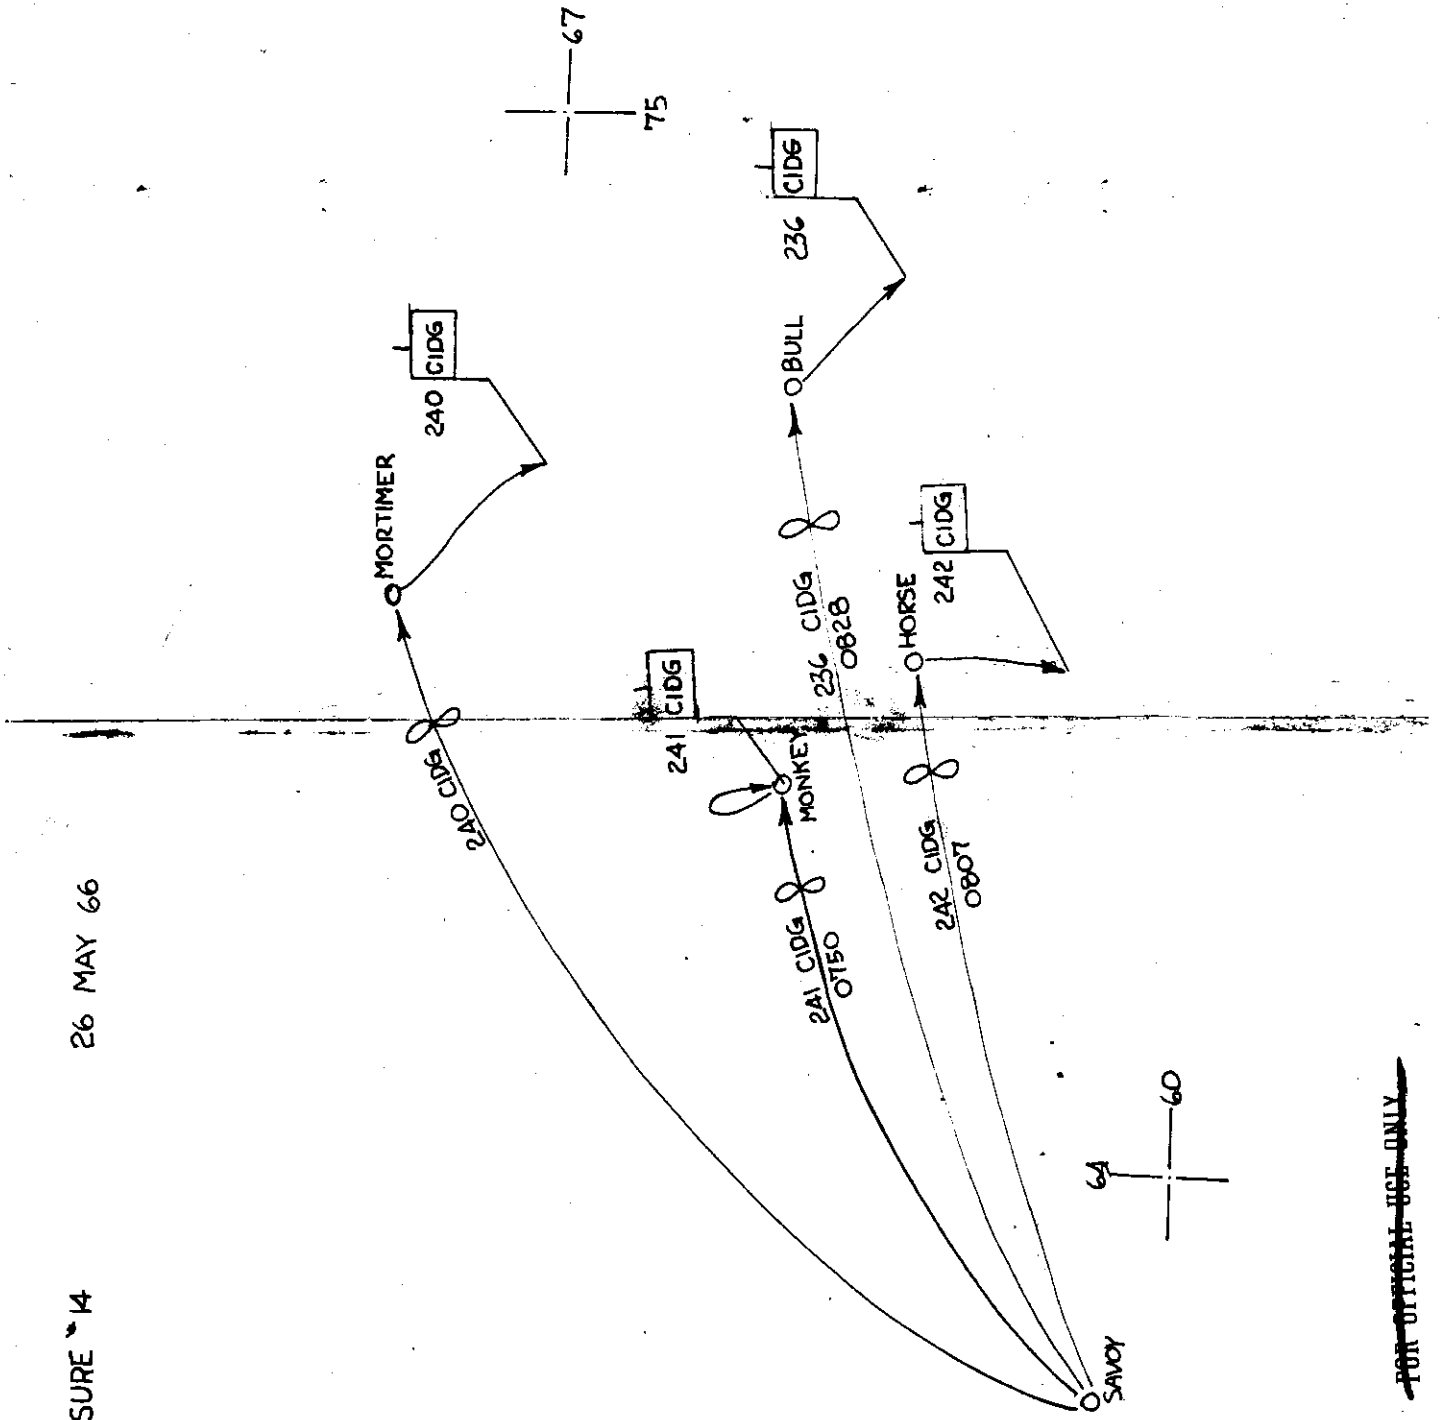 SURE #14
26 MAY 66
67
75
CIDG
240
MORTIMER
240 CIDG
CIDG
236
BULL
236 CIDG
0828
CIDG
241
MONKEY
241 CIDG
0750
CIDG
242
HORSE
242 CIDG
0807
64
60
SAVOY
FOR OFFICIAL USE ONLY